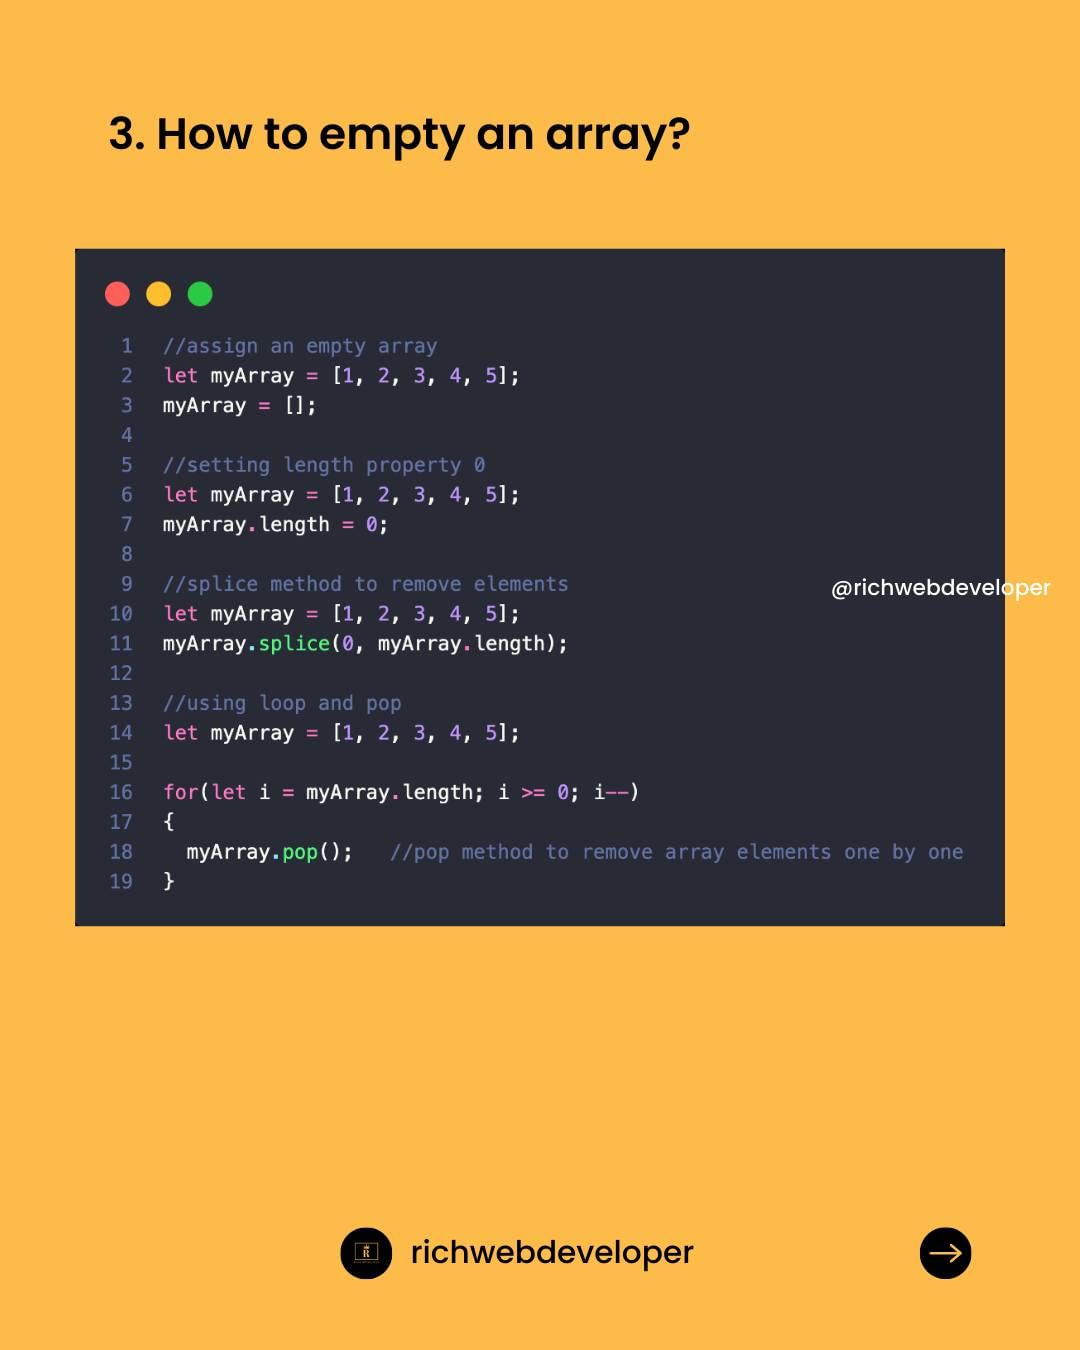 3. How to empty an array?
1 //assign an empty array
2 let myArray = [1, 2, 3, 4, 5];
3 myArray = [];
4
5 //setting length property 0
6 let myArray = [1, 2, 3, 4, 5];
7 myArray.length = 0;
8
9 //splice method to remove elements
@richwebdeveloper
10 let myArray = [1, 2, 3, 4, 5];
11 myArray.splice(0, myArray.length);
12
13 //using loop and pop
14 let myArray = [1, 2, 3, 4, 5];
15
16 for(let i = myArray.length; i >= 0; i--)
17 {
18   myArray.pop();   //pop method to remove array elements one by one
19 }
R
richwebdeveloper